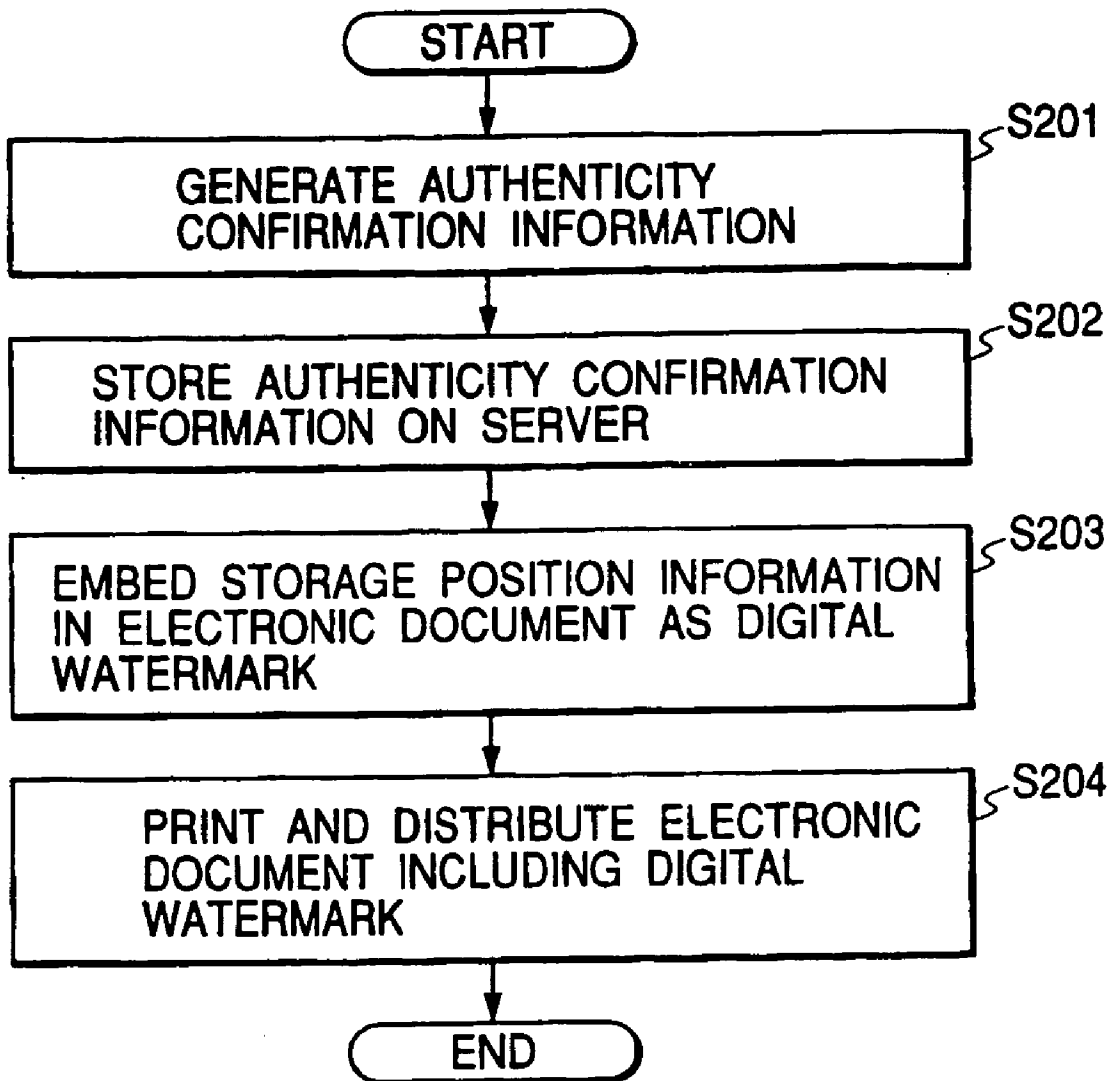 START
S201
GENERATE AUTHENTICITY
CONFIRMATION INFORMATION
S202
STORE AUTHENTICITY CONFIRMATION
INFORMATION ON SERVER
S203
EMBED STORAGE POSITION INFORMATION
IN ELECTRONIC DOCUMENT AS DIGITAL
WATERMARK
S204
PRINT AND DISTRIBUTE ELECTRONIC
DOCUMENT INCLUDING DIGITAL
WATERMARK
END